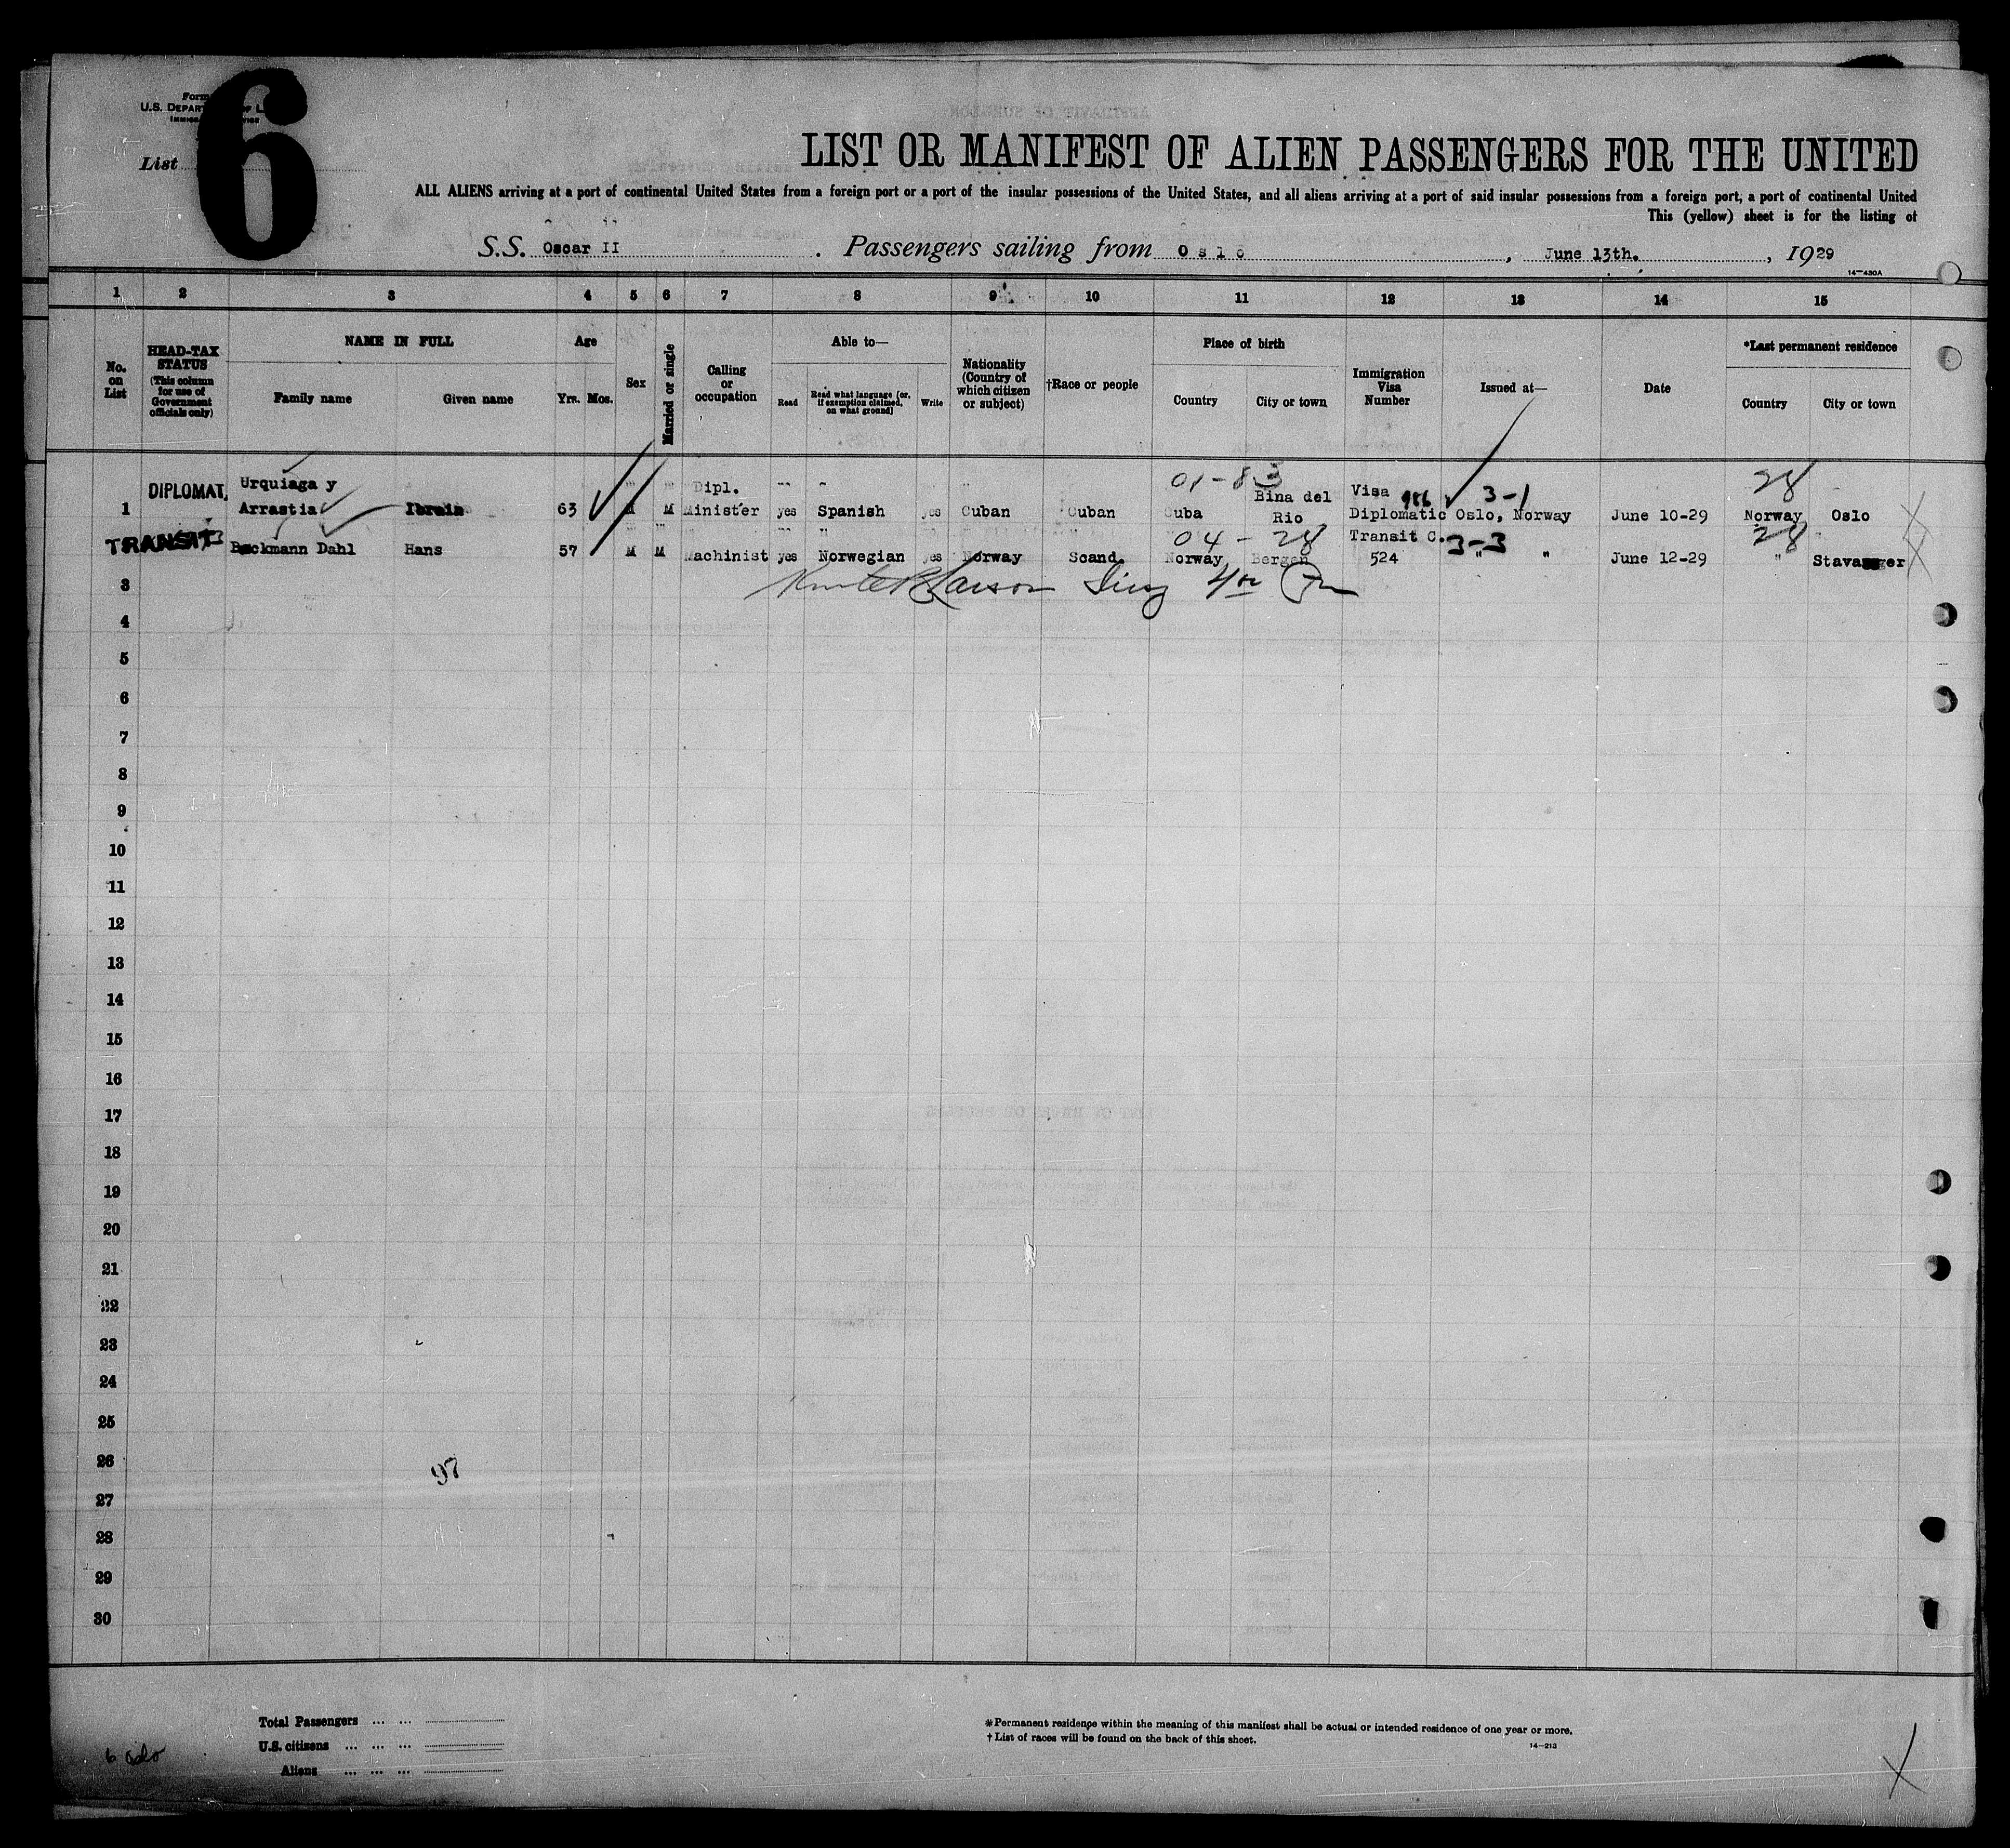 Form
U.S. DEPART OF L
IMMIG VICE
6
List
LIST OR MANIFEST OF ALIEN PASSENGERS FOR THE UNITED
ALL ALIENS arriving at a port of continental United States from a foreign port or a port of the insular possessions of the United States, and all aliens arriving at a port of said insular possessions from a foreign port, a port of continental United
This (yellow) sheet is for the listing of
S.S. Oscar II . Passengers sailing from Oslo , June 13th. , 1929
14-430A
1 2 3 4 5 6 7 8 9 10 11 12 13 14 15
No. on List
HEAD-TAX STATUS (This column for use of Government officials only)
NAME IN FULL
Family name Given name
Age
Yrs. Mos.
Sex
Married or single
Calling or occupation
Able to—
Read Read what language (or, if exemption claimed, on what ground) Write
Nationality (Country of which citizen or subject)
†Race or people
Place of birth
Country City or town
Immigration Visa Number
Issued at—
Date
*Last permanent residence
Country City or town
01-83 28
DIPLOMAT. Urquiaga y Dipl. Bina del Visa 3-1
1 Arrastia 63 M M Minister yes Spanish yes Cuban Cuban Cuba Rio Diplomatic Oslo, Norway June 10-29 Norway Oslo
04-28 Transit C. 3-3 28
TRANSIT Beckmann Dahl Hans 57 M M Machinist yes Norwegian yes Norway Scand. Norway Bergen 524 " " June 12-29 " Stavanger
3
4
5
6
7
8
9
10
11
12
13
14
15
16
17
18
19
20
21
22
23
24
25
26
97
27
28
29
30
Total Passengers ... ...
U.S. citizens ... ... ...
Aliens ... ... ...
*Permanent residence within the meaning of this manifest shall be actual or intended residence of one year or more.
†List of races will be found on the back of this sheet.
14-213
6 Oslo